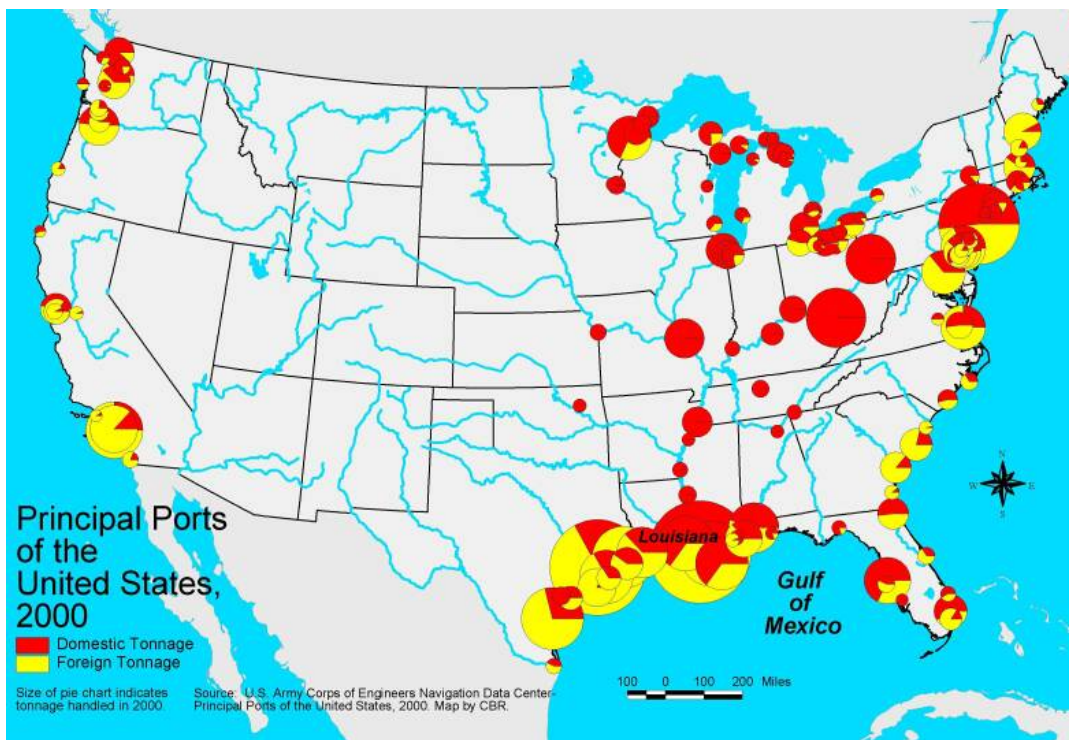 Principal Ports
of the
United States,
2000
Domestic Tonnage
Foreign Tonnage
Size of pie chart indicates
tonnage handled in 2000.
Source: U.S. Army Corps of Engineers Navigation Data Center-
Principal Ports of the United States, 2000. Map by CBR.
Louisiana
Gulf
of
Mexico
100 0 100 200 Miles
N
W E
S